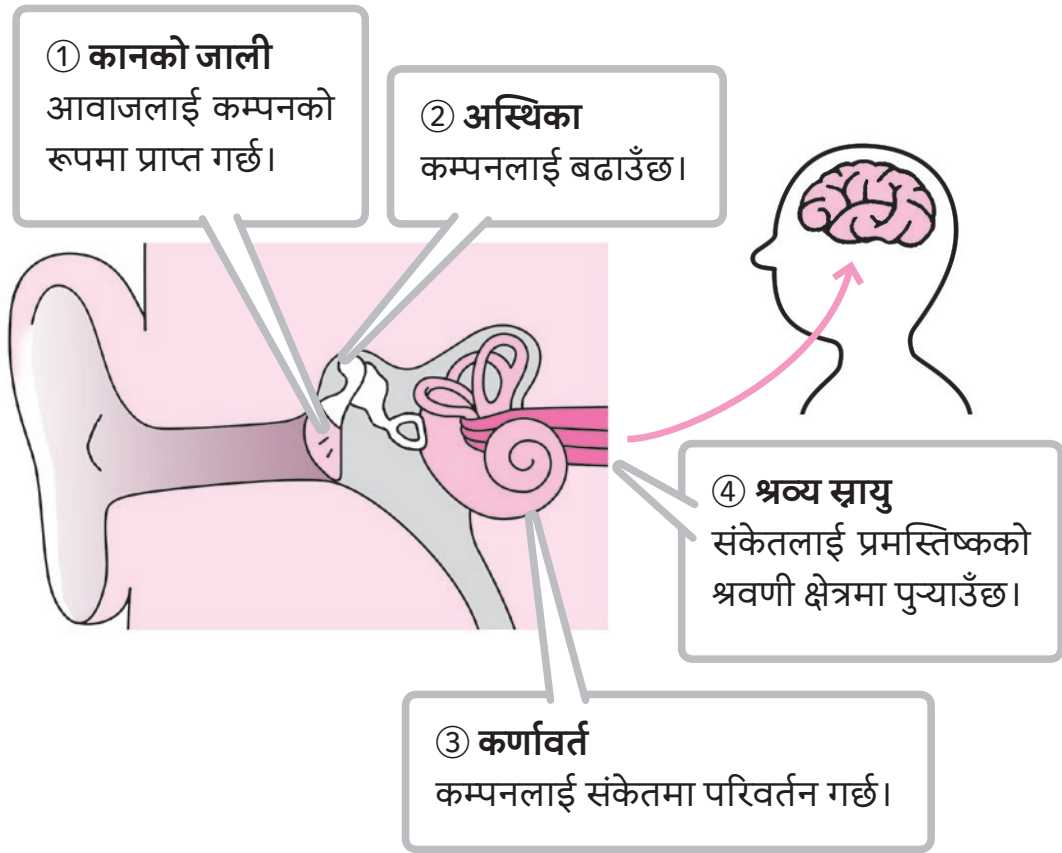 ① कानको जाली
आवाजलाई कम्पनको
रूपमा प्राप्त गर्छ।
② अस्थिका
कम्पनलाई बढाउँछ।
④ श्रव्य स्नायु
संकेतलाई प्रमस्तिष्कको
श्रवणी क्षेत्रमा पुऱ्याउँछ।
③ कर्णावर्त
कम्पनलाई संकेतमा परिवर्तन गर्छ।